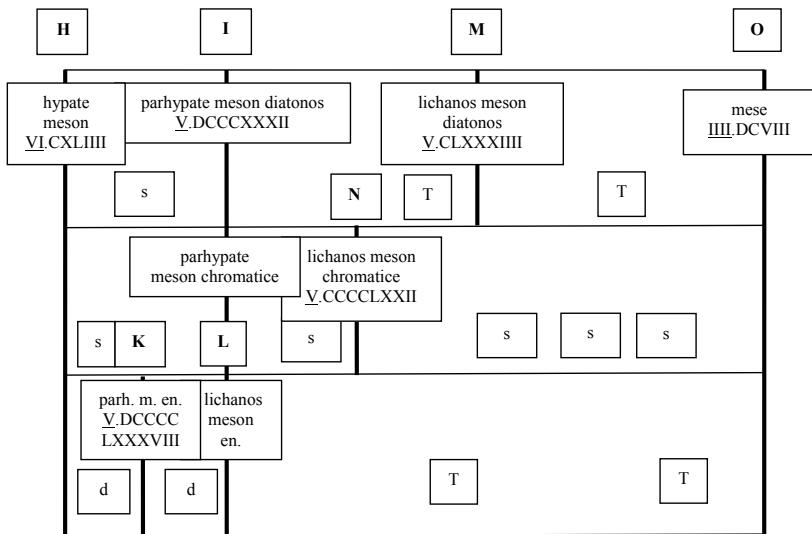 H I M O
hypate
meson
VI.CXLIIII
parhypate meson diatonos
V.DCCCXXXII
lichanos meson
diatonos
V.CLXXXIIII
mese
IIII.DCVIII
s N T T
parhypate
meson chromatice
lichanos meson
chromatice
V.CCCCLXXII
s K L s s s s
parh. m. en.
V.DCCCC
LXXXVIII
lichanos
meson
en.
d d T T